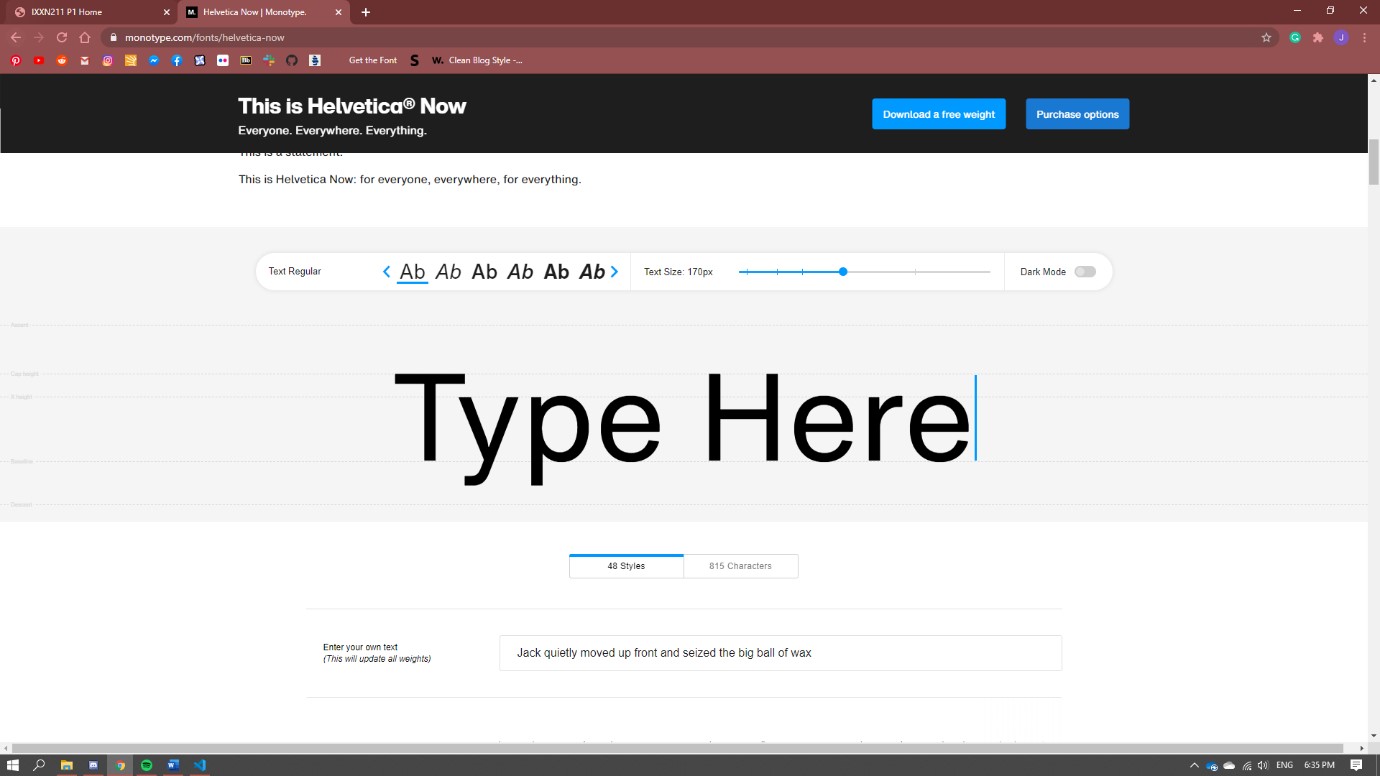 IXXN211 P1 Home
M. Helvetica Now | Monotype.
monotype.com/fonts/helvetica-now
J
Get the Font
S
W. Clean Blog Style -...
This is Helvetica® Now
Everyone. Everywhere. Everything.
Download a free weight
Purchase options
This is a statement.
This is Helvetica Now: for everyone, everywhere, for everything.
Text Regular
Ab Ab Ab Ab Ab Ab
Text Size: 170px
Dark Mode
Cap height
X height
Baseline
Descent
Type Here
48 Styles
815 Characters
Enter your own text
(This will update all weights)
Jack quietly moved up front and seized the big ball of wax
ENG
6:35 PM